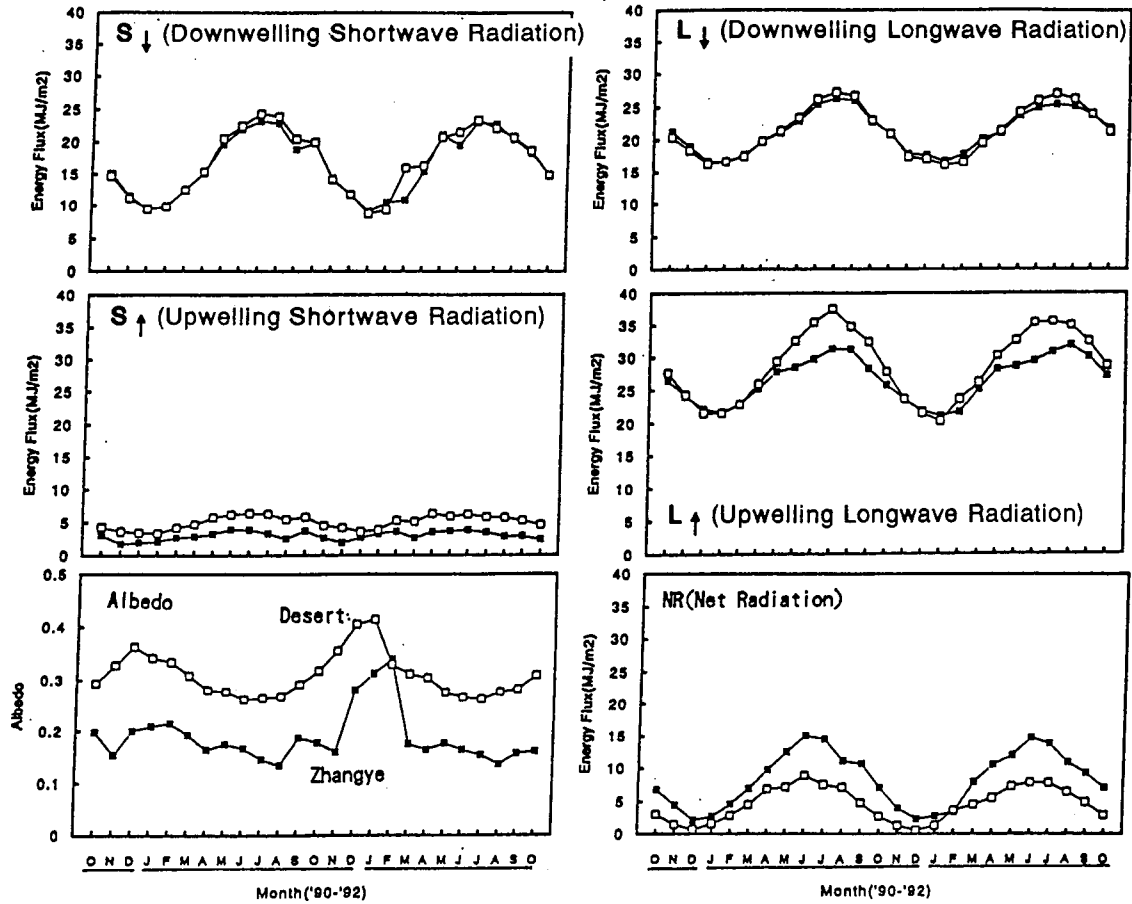 S ↓ (Downwelling Shortwave Radiation)
Energy Flux(MJ/m2)
40
35
30
25
20
15
10
5
0
L ↓ (Downwelling Longwave Radiation)
Energy Flux(MJ/m2)
40
35
30
25
20
15
10
5
0
S ↑ (Upwelling Shortwave Radiation)
Energy Flux(MJ/m2)
40
35
30
25
20
15
10
5
0
L ↑ (Upwelling Longwave Radiation)
Energy Flux(MJ/m2)
40
35
30
25
20
15
10
5
0
Albedo
Desert
Zhangye
Albedo
0.5
0.4
0.3
0.2
0.1
0
O N D J F M A M J J A S O N D J F M A M J J A S O
Month('90-'92)
NR(Net Radiation)
Energy Flux(MJ/m2)
40
35
30
25
20
15
10
5
0
O N D J F M A M J J A S O N D J F M A M J J A S O
Month('90-'92)